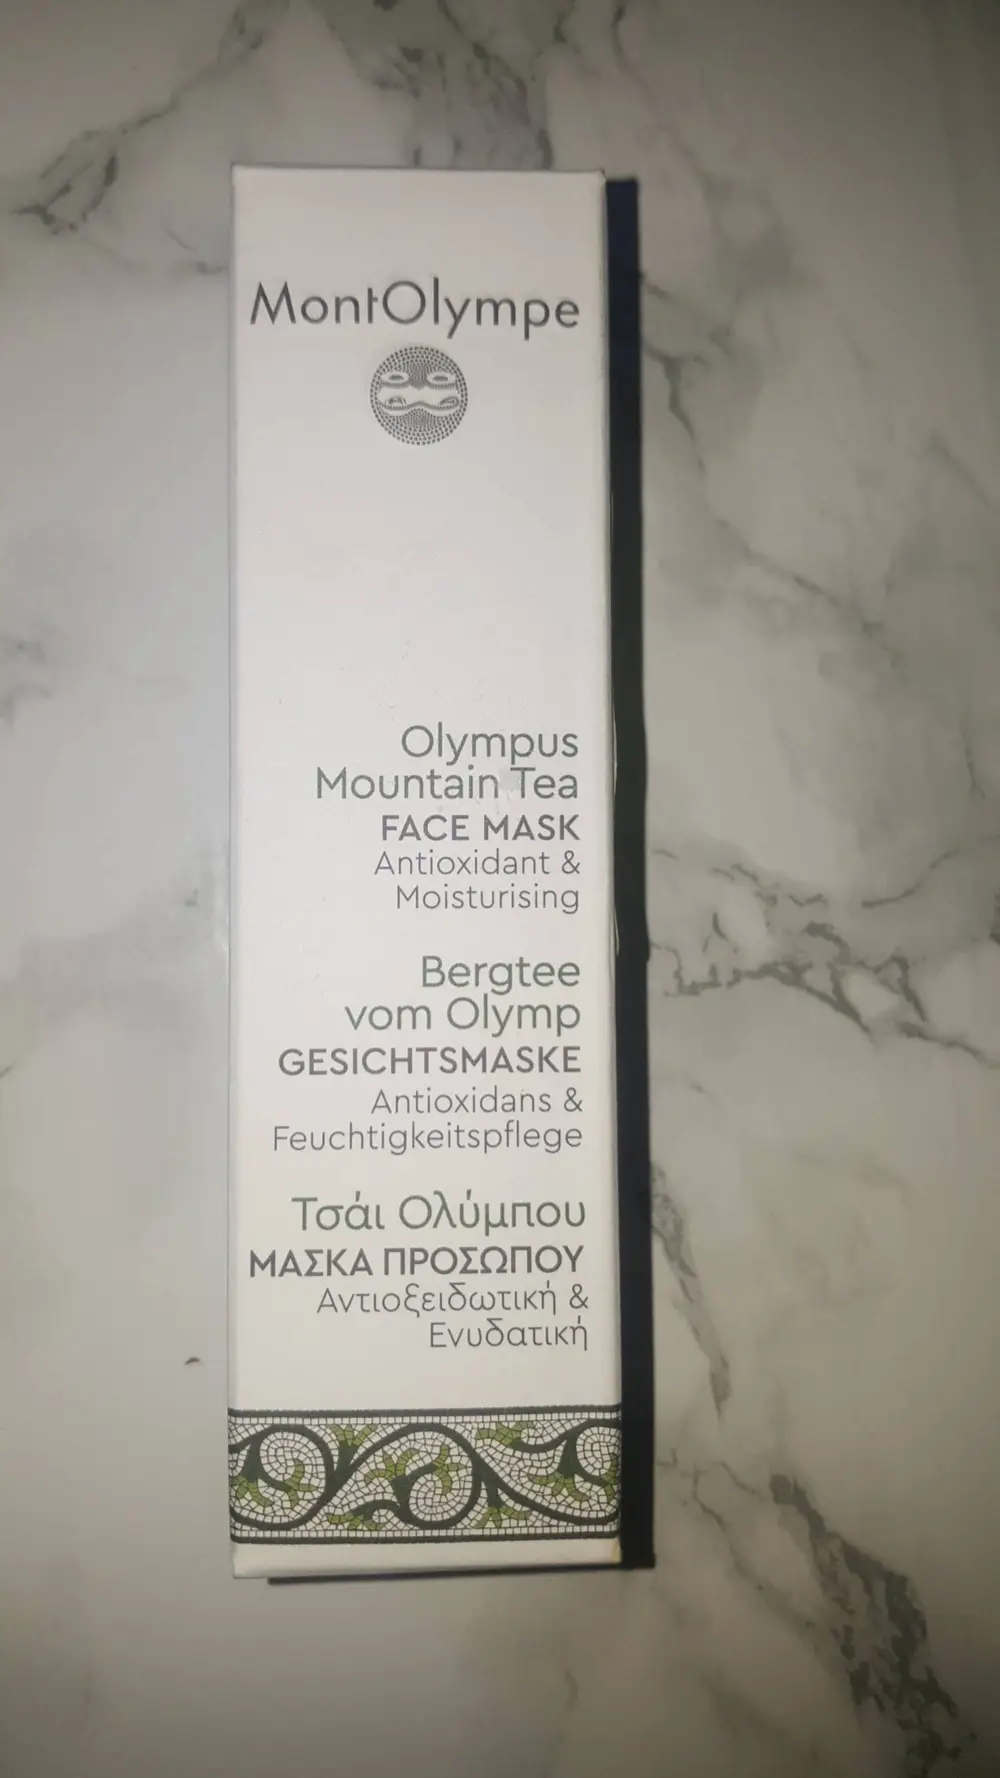 MontOlympe
Olympus
Mountain Tea
FACE MASK
Antioxidant &
Moisturising
Bergtee
vom Olymp
GESICHTSMASKE
Antioxidans &
Feuchtigkeitspflege
Τσάι Ολύμπου
ΜΑΣΚΑ ΠΡΟΣΩΠΟΥ
Αντιοξειδωτική &
Ενυδατική